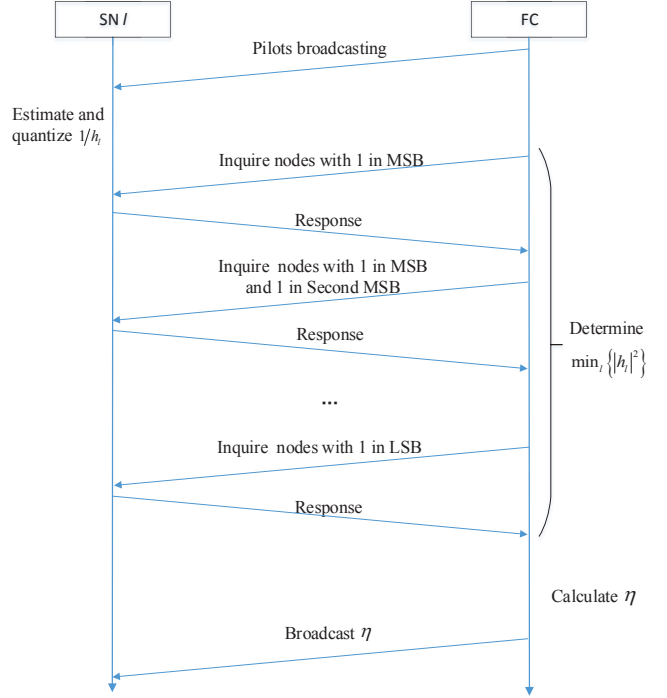 SN l
FC
Pilots broadcasting
Estimate and
quantize 1/h_l
Inquire nodes with 1 in MSB
Response
Inquire nodes with 1 in MSB
and 1 in Second MSB
Response
Determine
min_l {|h_l|^2}
...
Inquire nodes with 1 in LSB
Response
Calculate η
Broadcast η